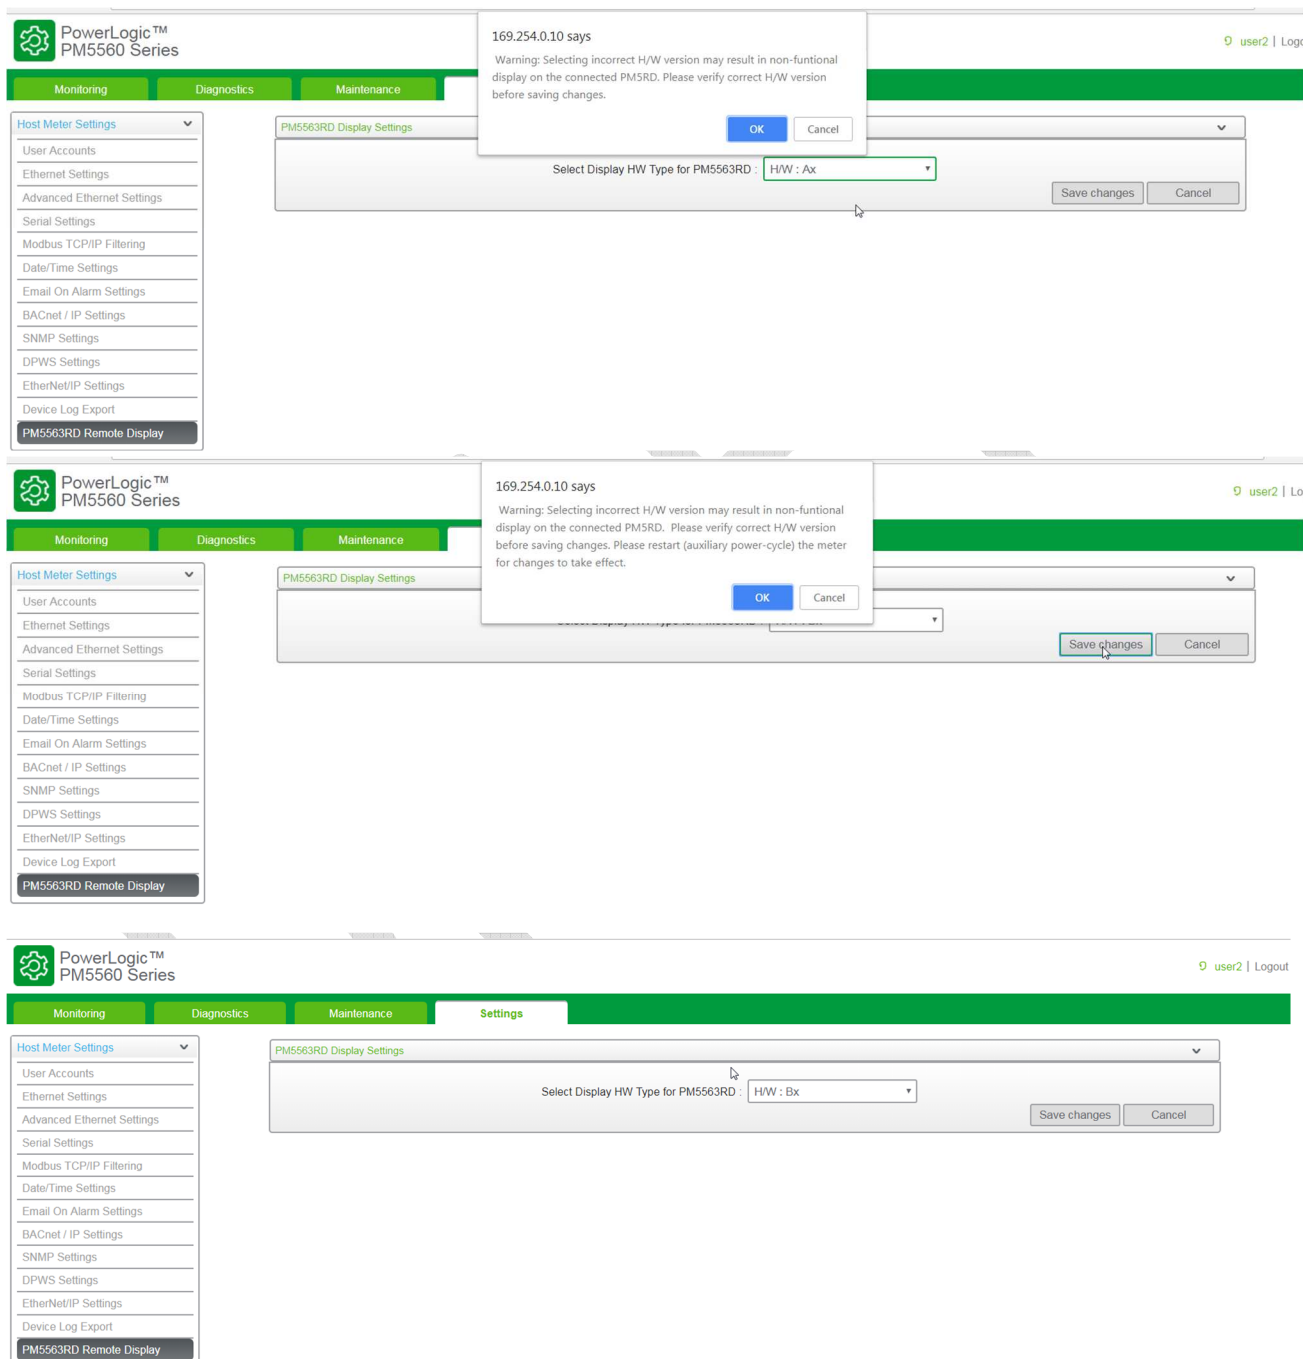 PowerLogic™
PM5560 Series
user2 | Logo
169.254.0.10 says
Warning: Selecting incorrect H/W version may result in non-funtional
display on the connected PM5RD. Please verify correct H/W version
before saving changes.
OK Cancel
Monitoring Diagnostics Maintenance
Host Meter Settings
User Accounts
Ethernet Settings
Advanced Ethernet Settings
Serial Settings
Modbus TCP/IP Filtering
Date/Time Settings
Email On Alarm Settings
BACnet / IP Settings
SNMP Settings
DPWS Settings
EtherNet/IP Settings
Device Log Export
PM5563RD Remote Display
PM5563RD Display Settings
Select Display HW Type for PM5563RD : H/W : Ax
Save changes Cancel
PowerLogic™
PM5560 Series
user2 | Lo
169.254.0.10 says
Warning: Selecting incorrect H/W version may result in non-funtional
display on the connected PM5RD. Please verify correct H/W version
before saving changes. Please restart (auxiliary power-cycle) the meter
for changes to take effect.
OK Cancel
Monitoring Diagnostics Maintenance
Host Meter Settings
User Accounts
Ethernet Settings
Advanced Ethernet Settings
Serial Settings
Modbus TCP/IP Filtering
Date/Time Settings
Email On Alarm Settings
BACnet / IP Settings
SNMP Settings
DPWS Settings
EtherNet/IP Settings
Device Log Export
PM5563RD Remote Display
PM5563RD Display Settings
Save changes Cancel
PowerLogic™
PM5560 Series
user2 | Logout
Monitoring Diagnostics Maintenance Settings
Host Meter Settings
User Accounts
Ethernet Settings
Advanced Ethernet Settings
Serial Settings
Modbus TCP/IP Filtering
Date/Time Settings
Email On Alarm Settings
BACnet / IP Settings
SNMP Settings
DPWS Settings
EtherNet/IP Settings
Device Log Export
PM5563RD Remote Display
PM5563RD Display Settings
Select Display HW Type for PM5563RD : H/W : Bx
Save changes Cancel